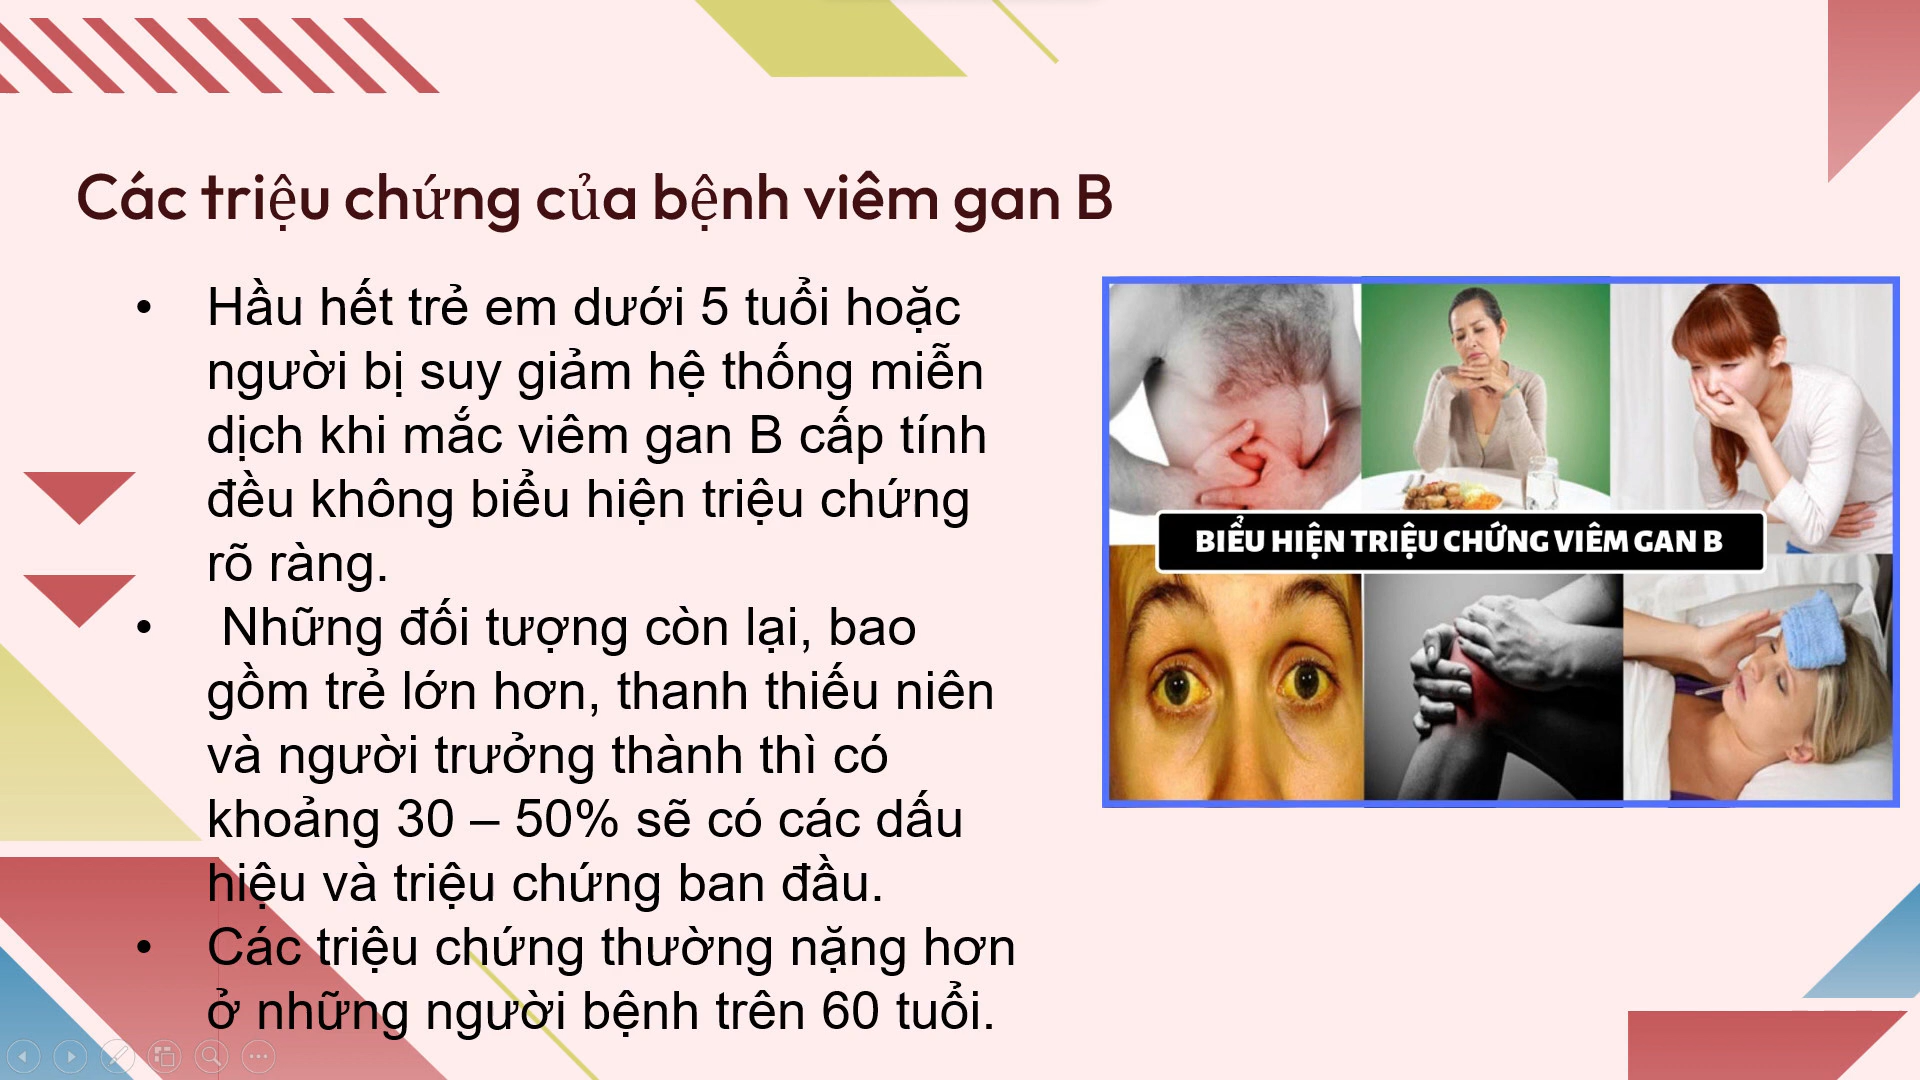 Các triệu chứng của bệnh viêm gan B
• Hầu hết trẻ em dưới 5 tuổi hoặc
người bị suy giảm hệ thống miễn
dịch khi mắc viêm gan B cấp tính
đều không biểu hiện triệu chứng
rõ ràng.
• Những đối tượng còn lại, bao
gồm trẻ lớn hơn, thanh thiếu niên
và người trưởng thành thì có
khoảng 30 – 50% sẽ có các dấu
hiệu và triệu chứng ban đầu.
• Các triệu chứng thường nặng hơn
ở những người bệnh trên 60 tuổi.
BIỂU HIỆN TRIỆU CHỨNG VIÊM GAN B